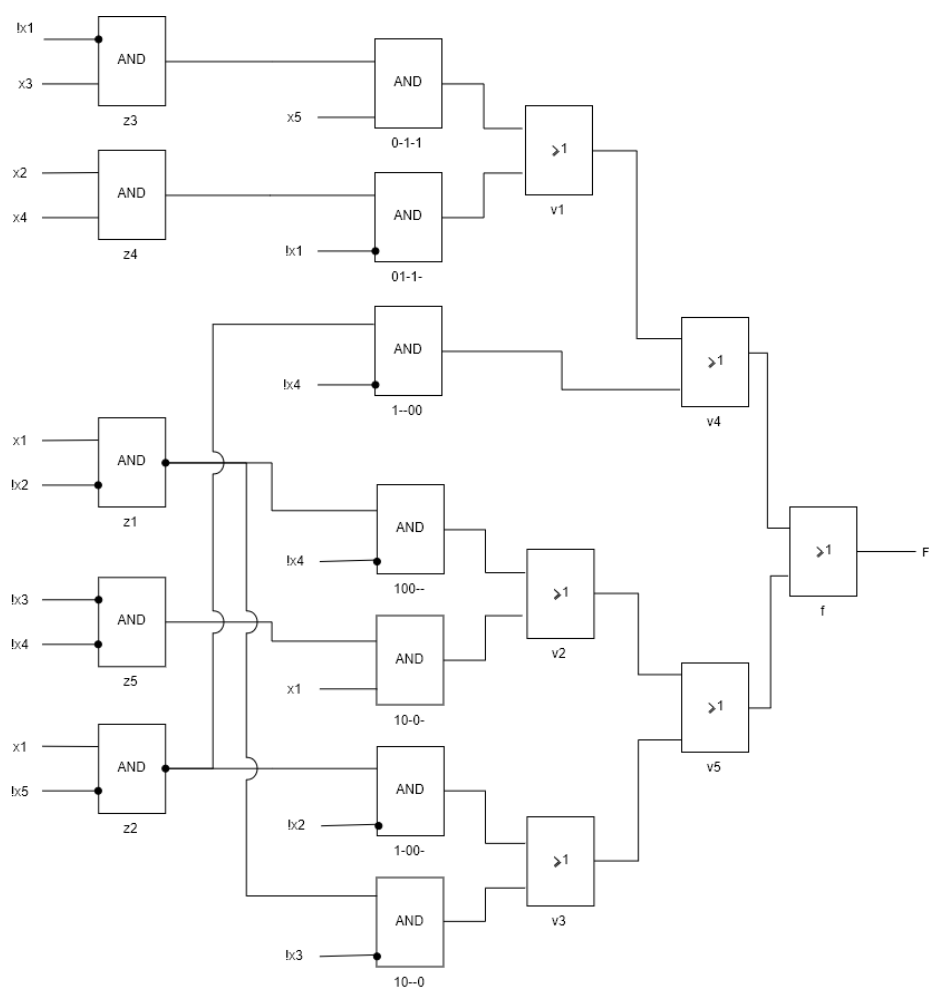 !x1
AND
x3
z3
AND
x5
0-1-1
≥1
v1
x2
AND
x4
z4
AND
!x1
01-1-
AND
!x4
1--00
≥1
v4
x1
AND
!x2
z1
AND
!x4
100--
≥1
v2
!x3
AND
!x4
z5
AND
x1
10-0-
≥1
F
f
≥1
v5
x1
AND
!x5
z2
AND
!x2
1-00-
≥1
v3
AND
!x3
10--0